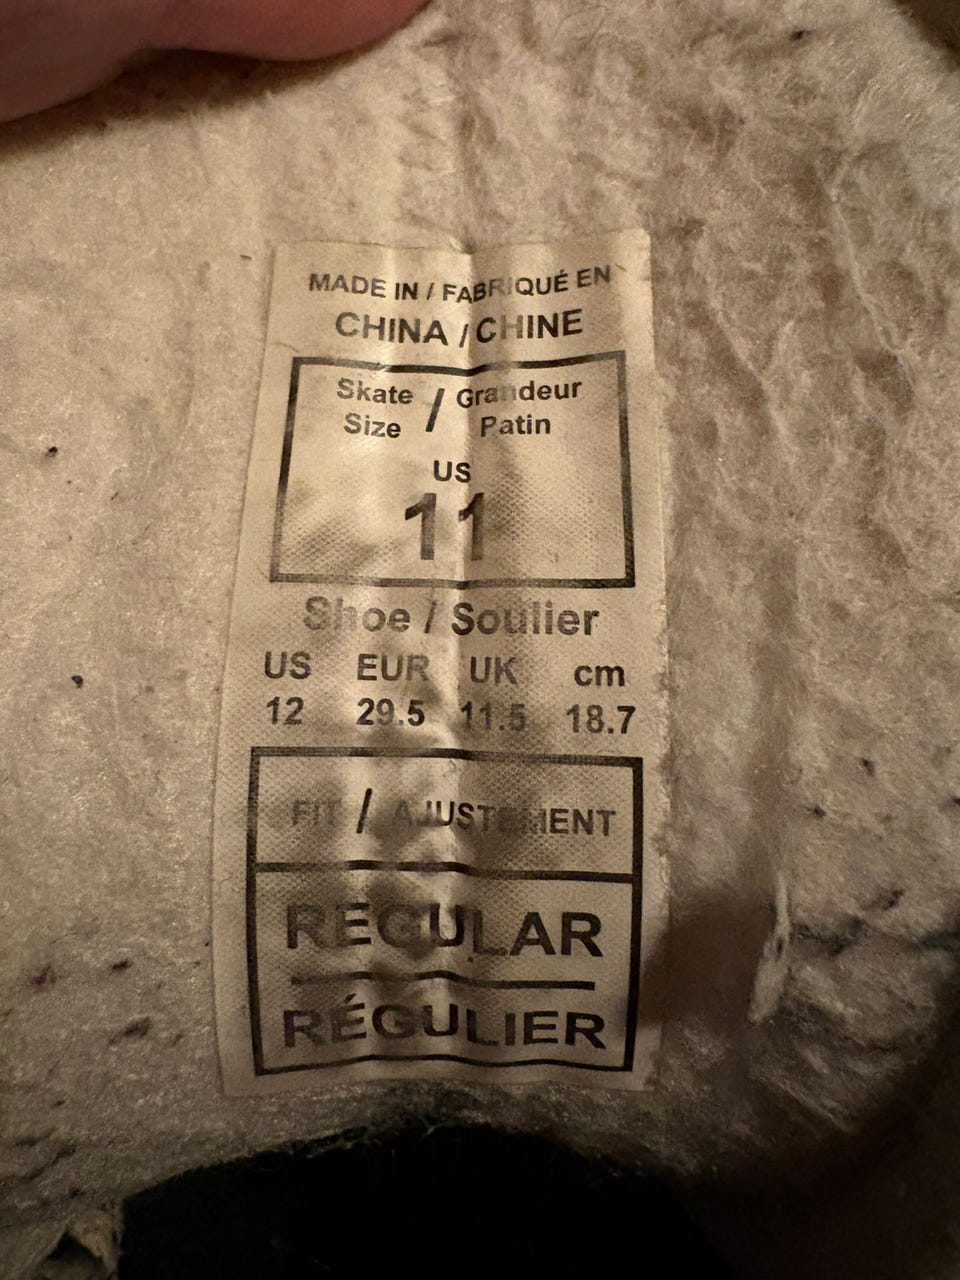 MADE IN / FABRIQUÉ EN
CHINA / CHINE
Skate Size / Grandeur Patin
US
11
Shoe / Soulier
US EUR UK cm
12 29.5 11.5 18.7
FIT / AJUSTEMENT
REGULAR
RÉGULIER